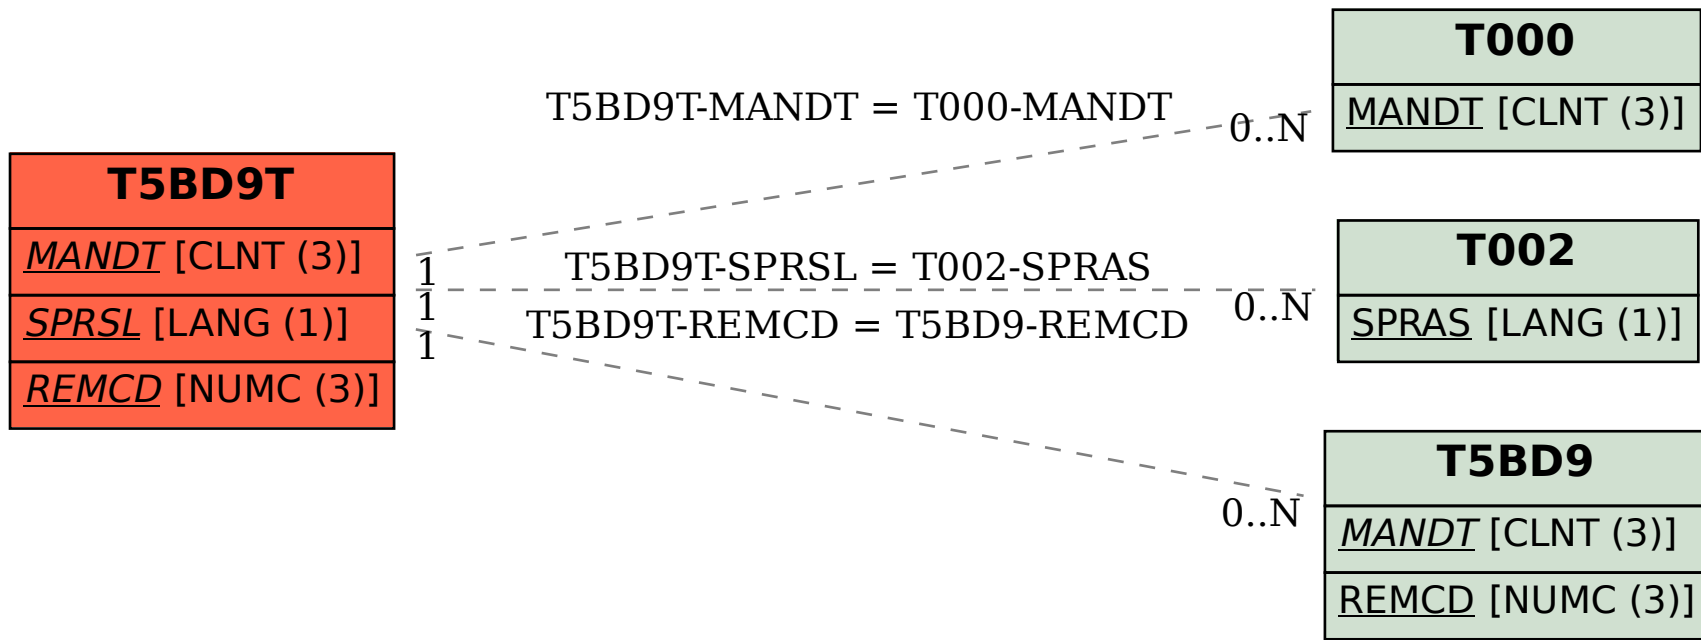 T5BD9T
MANDT [CLNT (3)]
SPRSL [LANG (1)]
REMCD [NUMC (3)]
T5BD9T-MANDT = T000-MANDT
0..N
1
T5BD9T-SPRSL = T002-SPRAS
0..N
1
T5BD9T-REMCD = T5BD9-REMCD
0..N
1
T000
MANDT [CLNT (3)]
T002
SPRAS [LANG (1)]
T5BD9
MANDT [CLNT (3)]
REMCD [NUMC (3)]